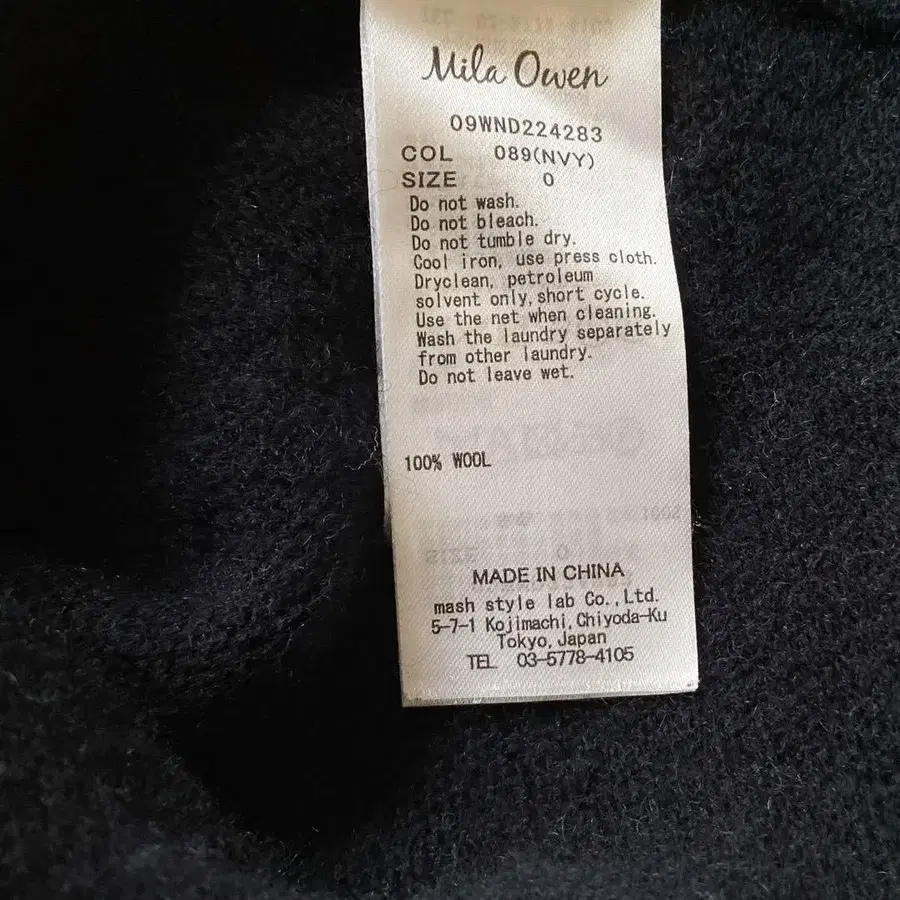 Mila Owen
09WND224283
COL 089(NVY)
SIZE 0
Do not wash.
Do not bleach.
Do not tumble dry.
Cool iron, use press cloth.
Dryclean, petroleum
solvent only, short cycle.
Use the net when cleaning.
Wash the laundry separately
from other laundry.
Do not leave wet.
100% WOOL
MADE IN CHINA
mash style lab Co., Ltd.
5-7-1 Kojimachi, Chiyoda-Ku
Tokyo, Japan
TEL 03-5778-4105